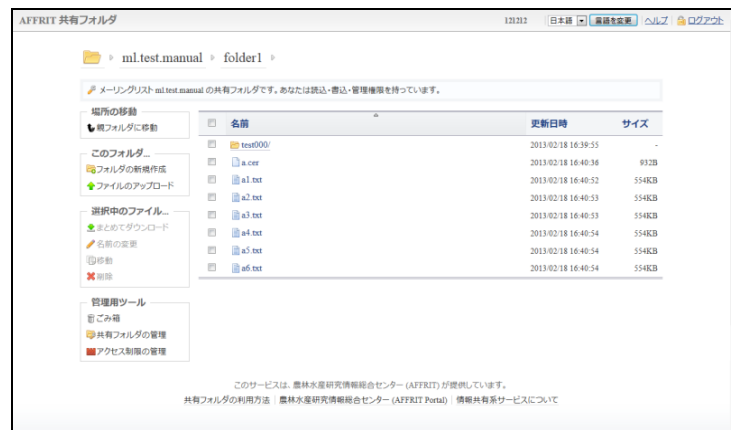 AFFRIT 共有フォルダ 121212 日本語 言語を変更 ヘルプ ログアウト
ml.test.manual folder1
メーリングリスト ml.test.manual の共有フォルダです。あなたは読込・書込・管理権限を持っています。
場所の移動
親フォルダに移動
このフォルダ...
フォルダの新規作成
ファイルのアップロード
選択中のファイル...
まとめてダウンロード
名前の変更
移動
削除
管理用ツール
ごみ箱
共有フォルダの管理
アクセス制限の管理
名前 更新日時 サイズ
test000/ 2013/02/18 16:39:55 -
a.cer 2013/02/18 16:40:36 932B
a1.txt 2013/02/18 16:40:52 554KB
a2.txt 2013/02/18 16:40:53 554KB
a3.txt 2013/02/18 16:40:53 554KB
a4.txt 2013/02/18 16:40:54 554KB
a5.txt 2013/02/18 16:40:54 554KB
a6.txt 2013/02/18 16:40:54 554KB
このサービスは、農林水産研究情報総合センター (AFFRIT) が提供しています。
共有フォルダの利用方法 | 農林水産研究情報総合センター (AFFRIT Portal) | 情報共有系サービスについて